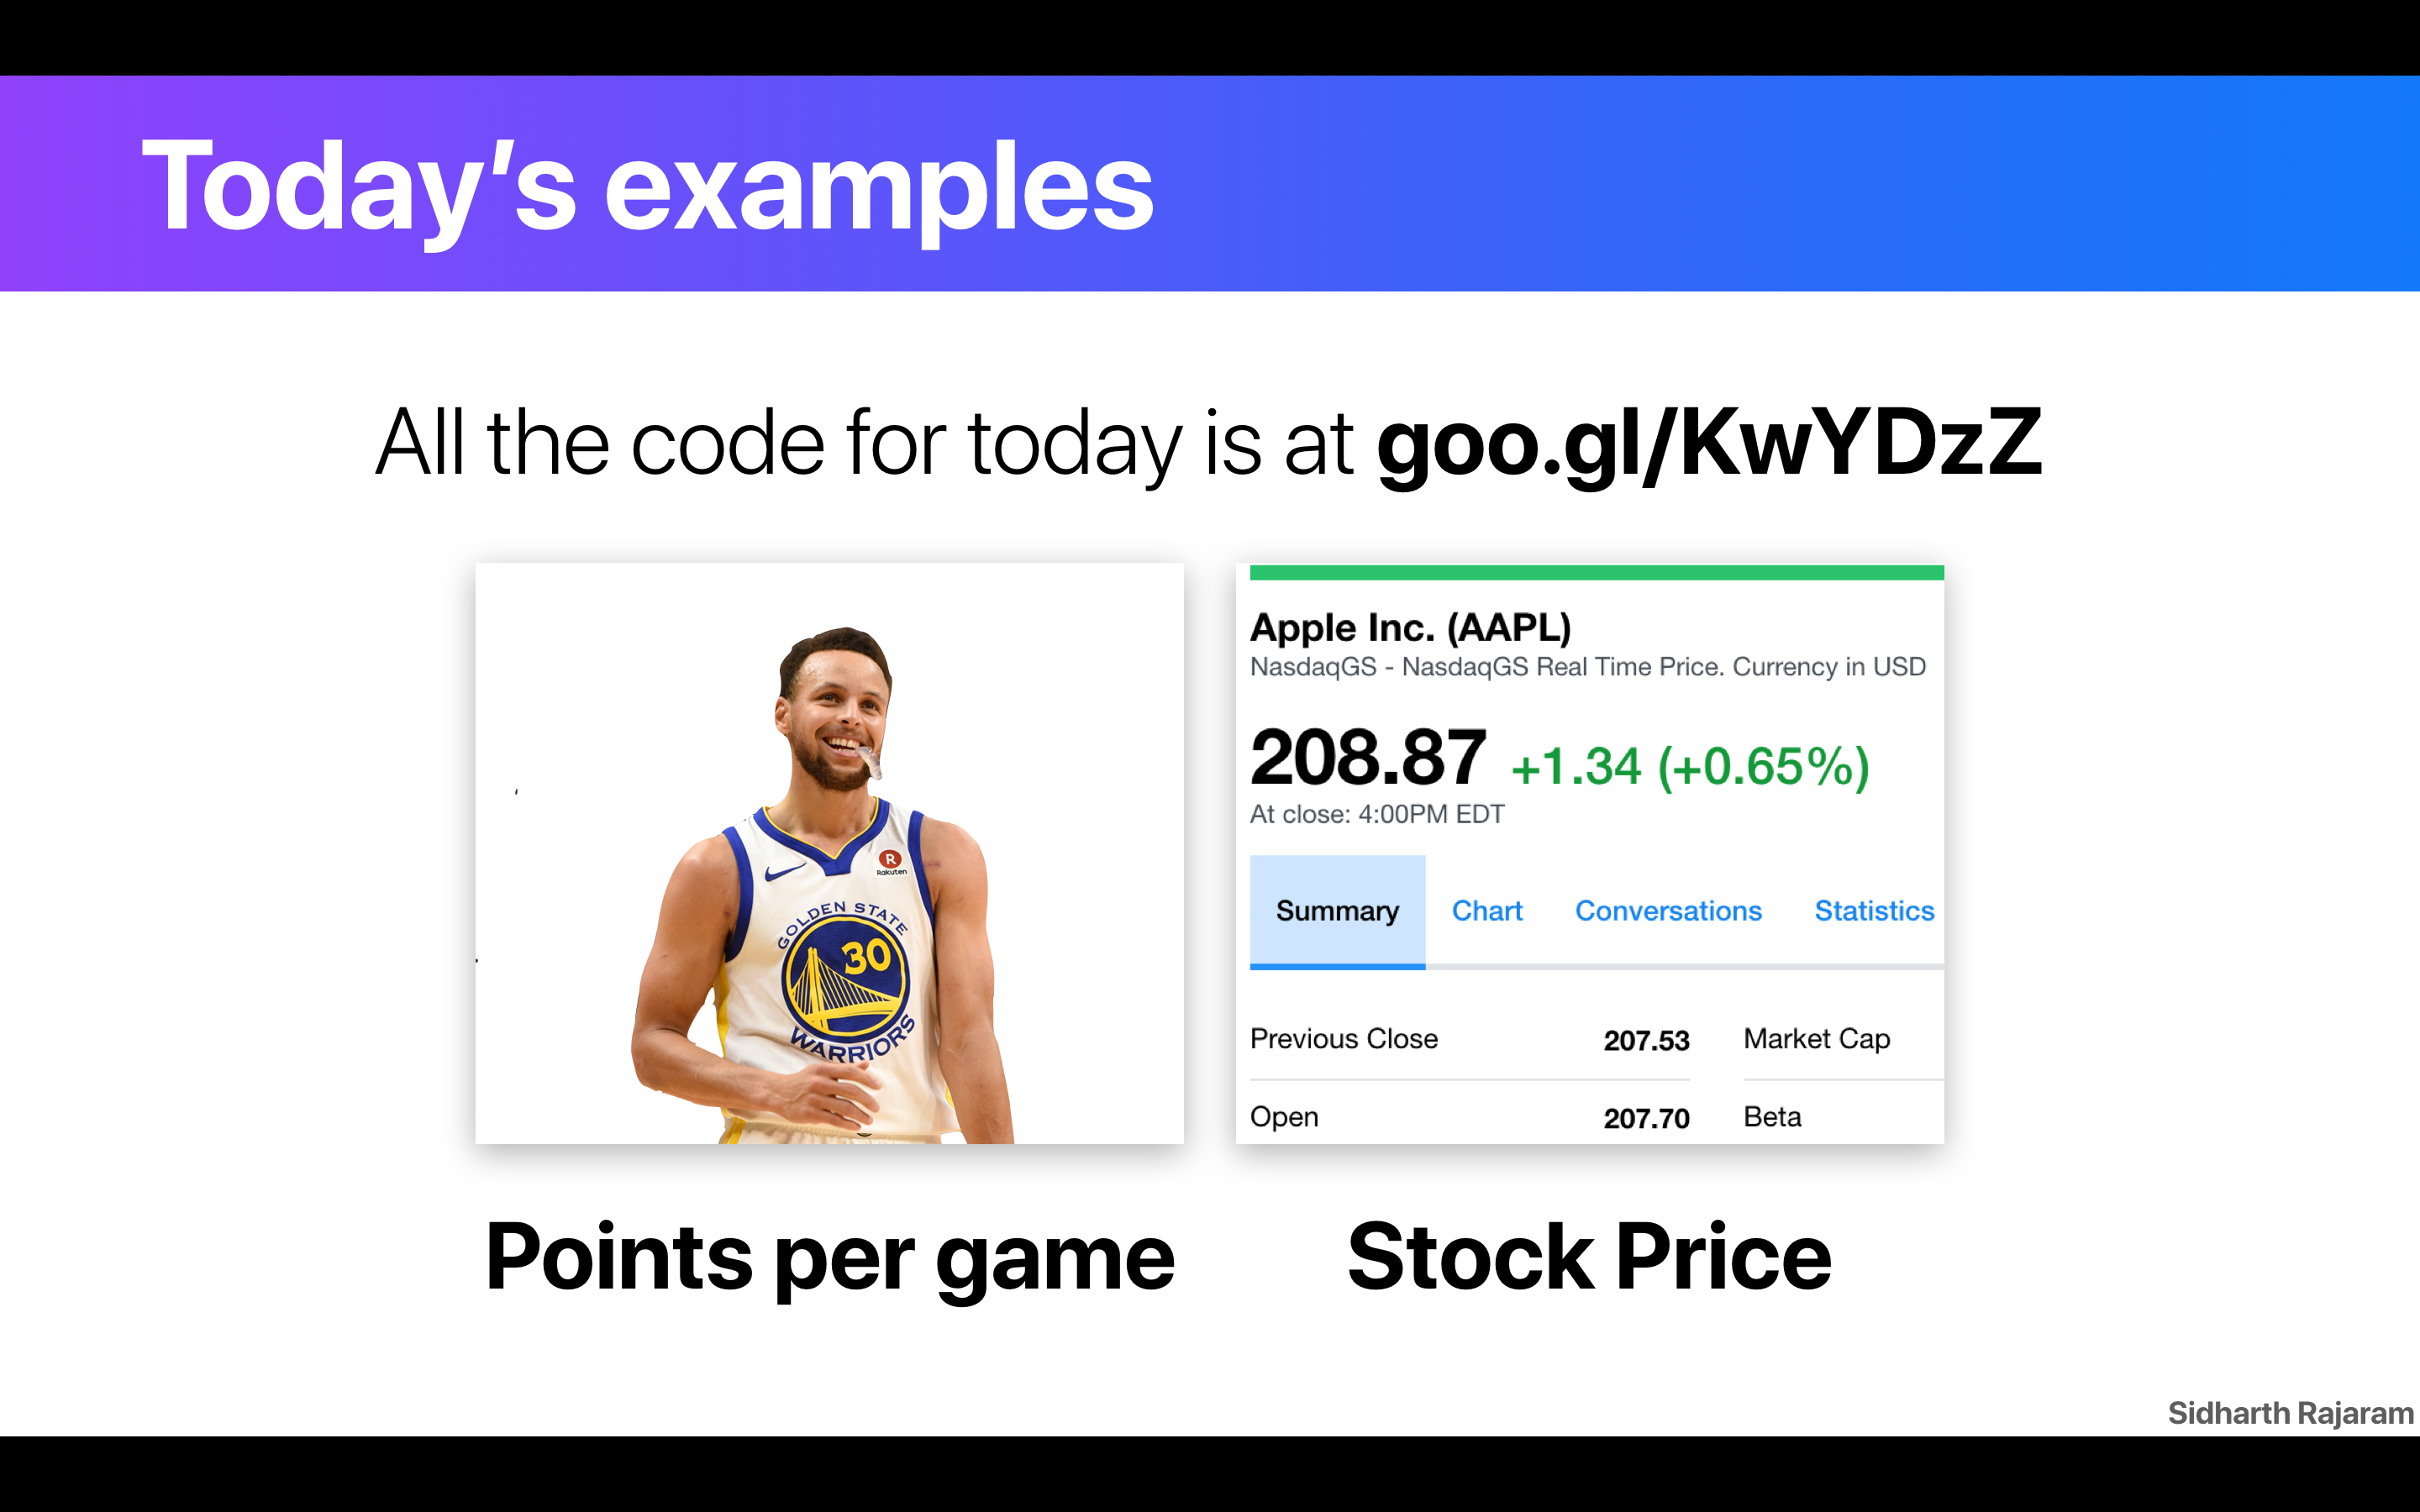 Today’s examples
All the code for today is at goo.gl/KwYDzZ
R
Rakuten
GOLDEN STATE
30
WARRIORS
Apple Inc. (AAPL)
NasdaqGS - NasdaqGS Real Time Price. Currency in USD
208.87 +1.34 (+0.65%)
At close: 4:00PM EDT
Summary Chart Conversations Statistics
Previous Close 207.53 Market Cap
Open 207.70 Beta
Points per game
Stock Price
Sidharth Rajaram